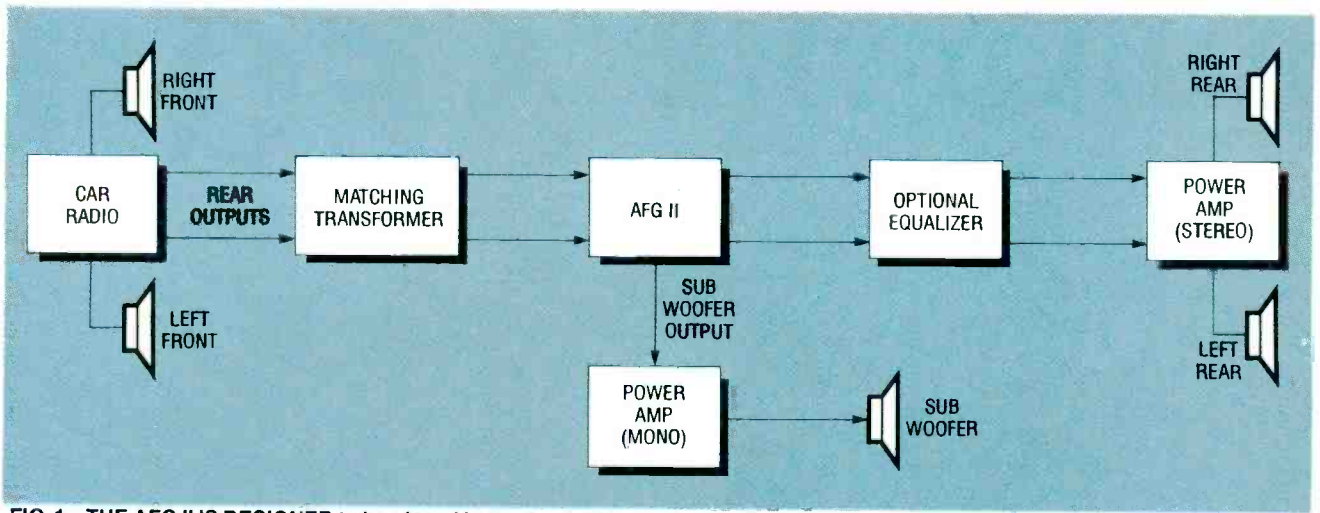 RIGHT
FRONT
CAR
RADIO
LEFT
FRONT
REAR
OUTPUTS
MATCHING
TRANSFORMER
AFG II
SUB
WOOFER
OUTPUT
POWER
AMP
(MONO)
SUB
WOOFER
OPTIONAL
EQUALIZER
RIGHT
REAR
POWER
AMP
(STEREO)
LEFT
REAR